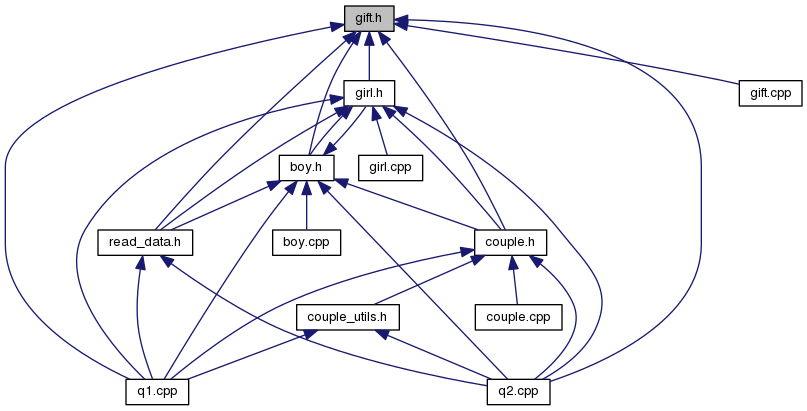 gift.h
girl.h
gift.cpp
boy.h
girl.cpp
read_data.h
boy.cpp
couple.h
couple_utils.h
couple.cpp
q1.cpp
q2.cpp